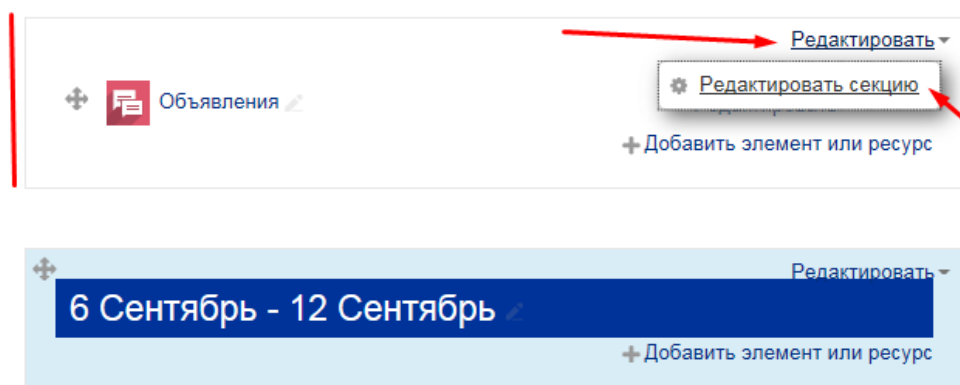 Редактировать
Объявления
Редактировать секцию
Добавить элемент или ресурс
Редактировать
6 Сентябрь - 12 Сентябрь
Добавить элемент или ресурс